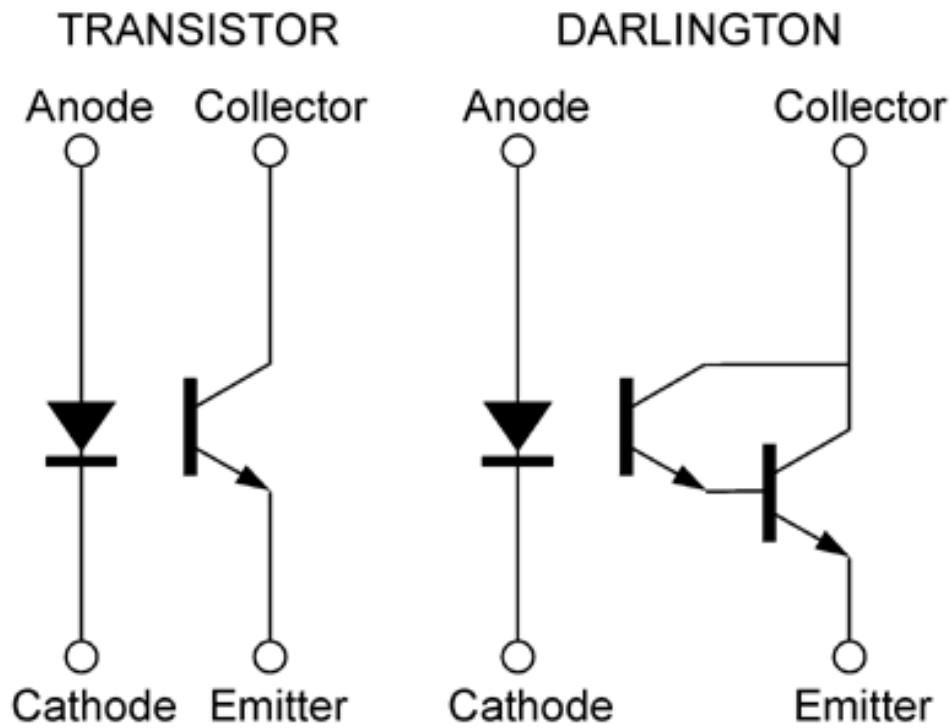 TRANSISTOR DARLINGTON
Anode Collector Anode Collector
Cathode Emitter Cathode Emitter